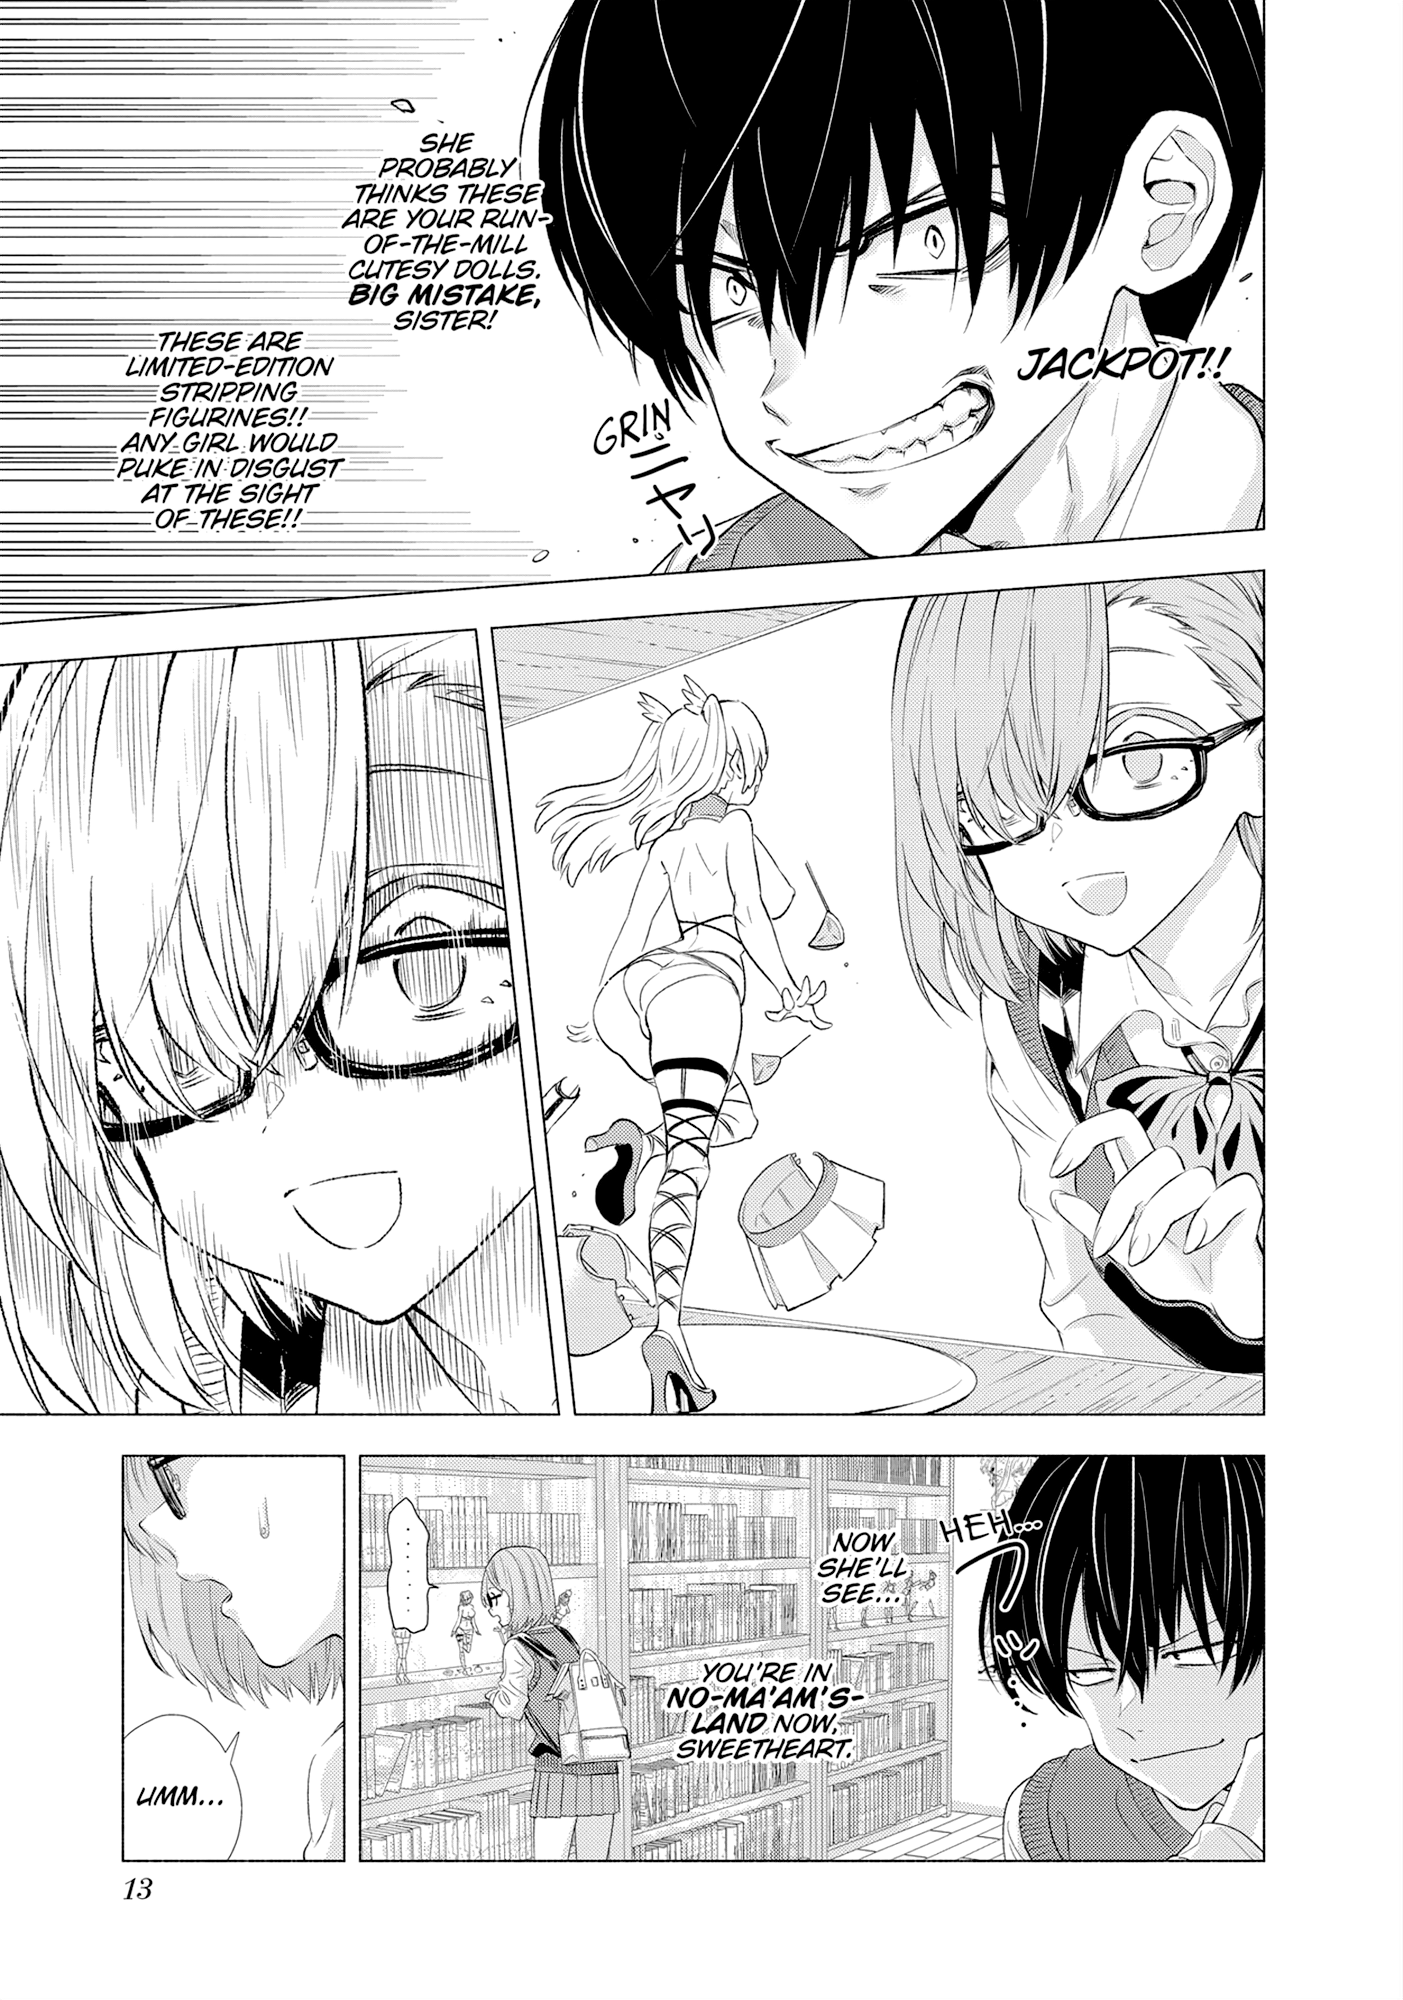 JACKPOT!!
GRIN
ニヤッ
SHE
PROBABLY
THINKS THESE
ARE YOUR RUN-
OF-THE-MILL
CUTESY DOLLS.
BIG MISTAKE,
SISTER!
THESE ARE
LIMITED-EDITION
STRIPPING
FIGURINES!!
ANY GIRL WOULD
PUKE IN DISGUST
AT THE SIGHT
OF THESE!!
HEH...
フッ...
NOW
SHE'LL
SEE...
YOU'RE IN
NO-MA'AM'S-
LAND NOW,
SWEETHEART.
......
UMM...
13